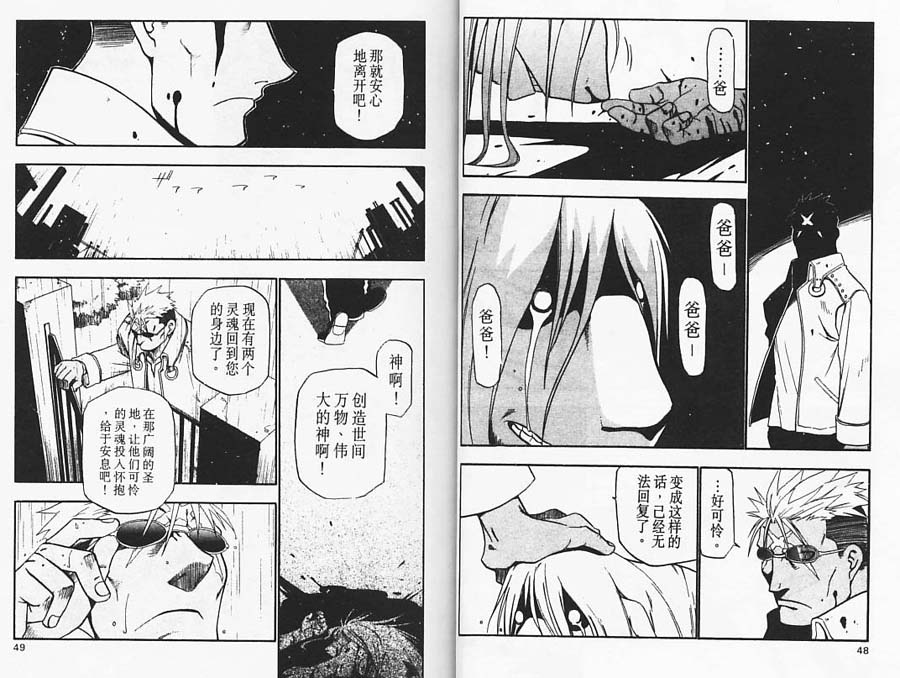 ……爸
爸爸—
爸爸—
爸爸！
…好可怜。
变成这样的
话，已经无
法回复了。
48
那就安心
地离开吧！
神啊！
创造世间
万物、伟
大的神啊！
现在有两个
灵魂回到您
的身边了。
在那广阔的圣
地，让他们可怜
的灵魂投入怀抱
，给于安息吧！
49